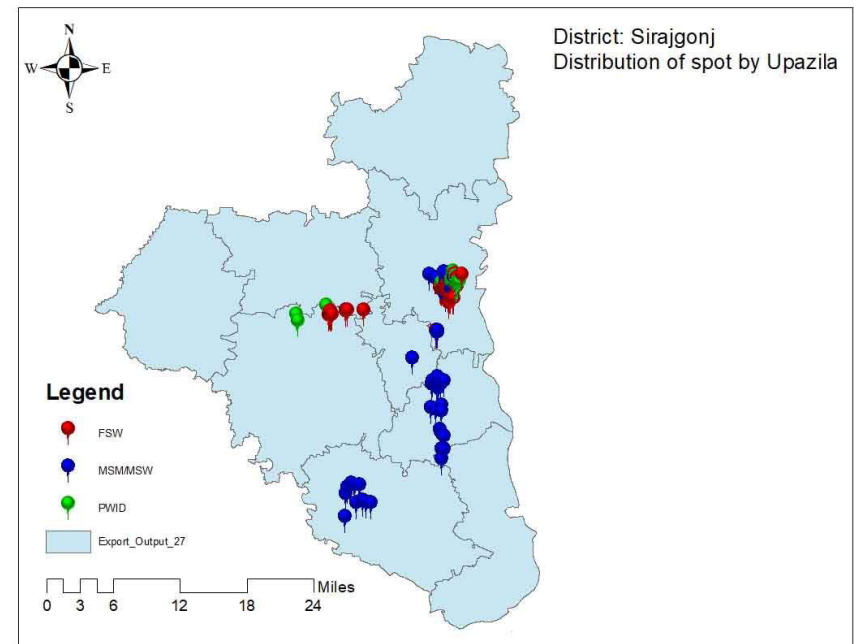 District: Sirajgonj
Distribution of spot by Upazila
N
W E
S
Legend
FSW
MSM/MSW
PWID
Export_Output_27
Miles
0 3 6 12 18 24